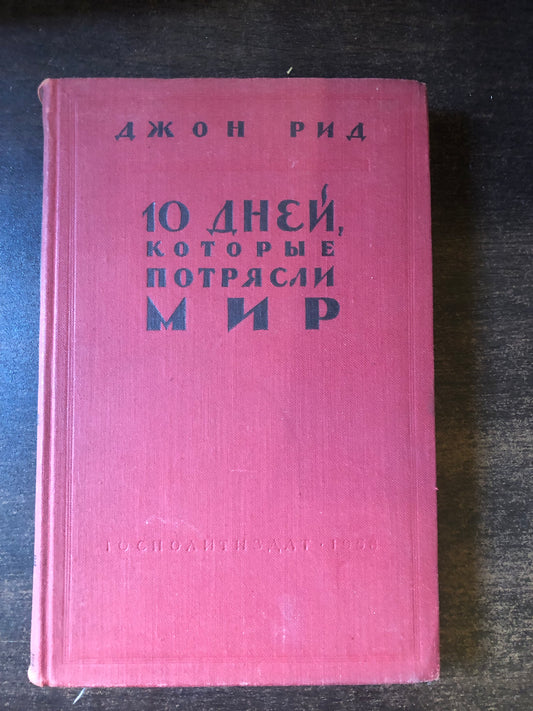 ДЖОН РИД
10 ДНЕЙ,
КОТОРЫЕ
ПОТРЯСЛИ
МИР
ГОСПОЛИТИЗДАТ •